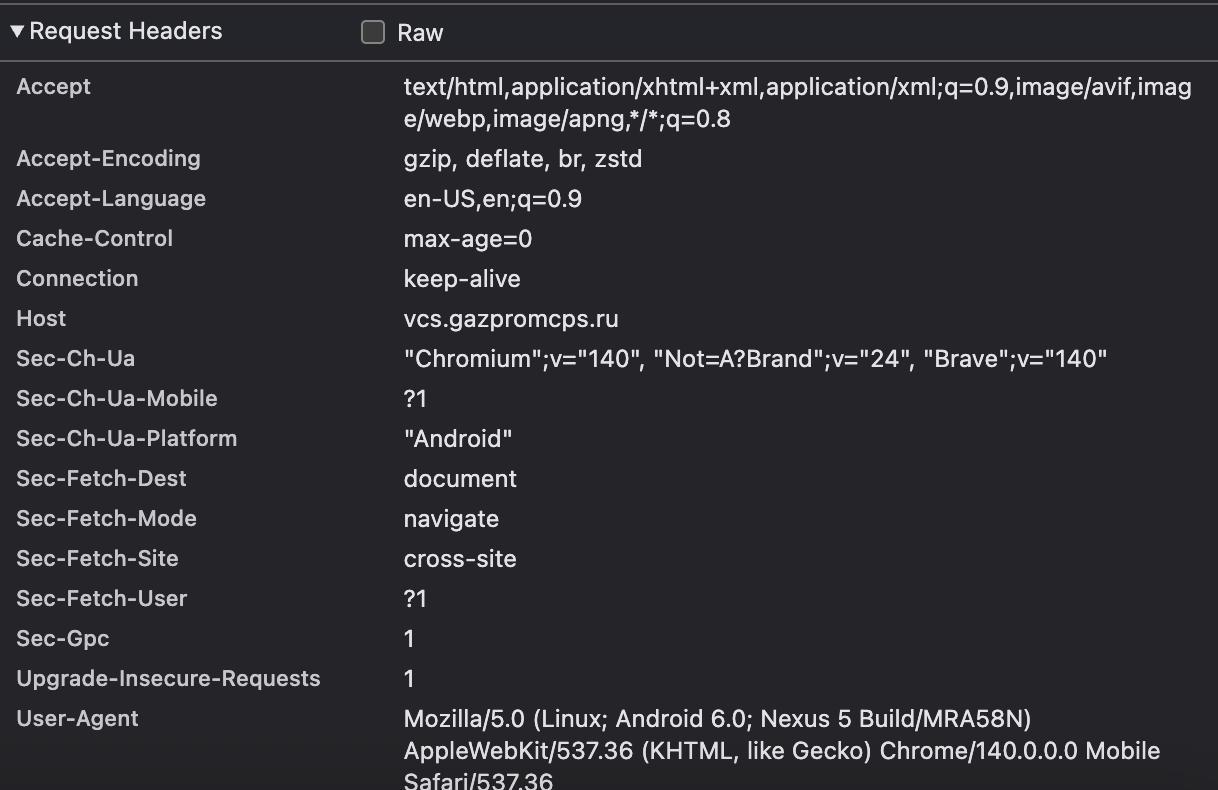 ▼Request Headers Raw
Accept text/html,application/xhtml+xml,application/xml;q=0.9,image/avif,imag
e/webp,image/apng,*/*;q=0.8
Accept-Encoding gzip, deflate, br, zstd
Accept-Language en-US,en;q=0.9
Cache-Control max-age=0
Connection keep-alive
Host vcs.gazpromcps.ru
Sec-Ch-Ua "Chromium";v="140", "Not=A?Brand";v="24", "Brave";v="140"
Sec-Ch-Ua-Mobile ?1
Sec-Ch-Ua-Platform "Android"
Sec-Fetch-Dest document
Sec-Fetch-Mode navigate
Sec-Fetch-Site cross-site
Sec-Fetch-User ?1
Sec-Gpc 1
Upgrade-Insecure-Requests 1
User-Agent Mozilla/5.0 (Linux; Android 6.0; Nexus 5 Build/MRA58N)
AppleWebKit/537.36 (KHTML, like Gecko) Chrome/140.0.0.0 Mobile
Safari/537.36